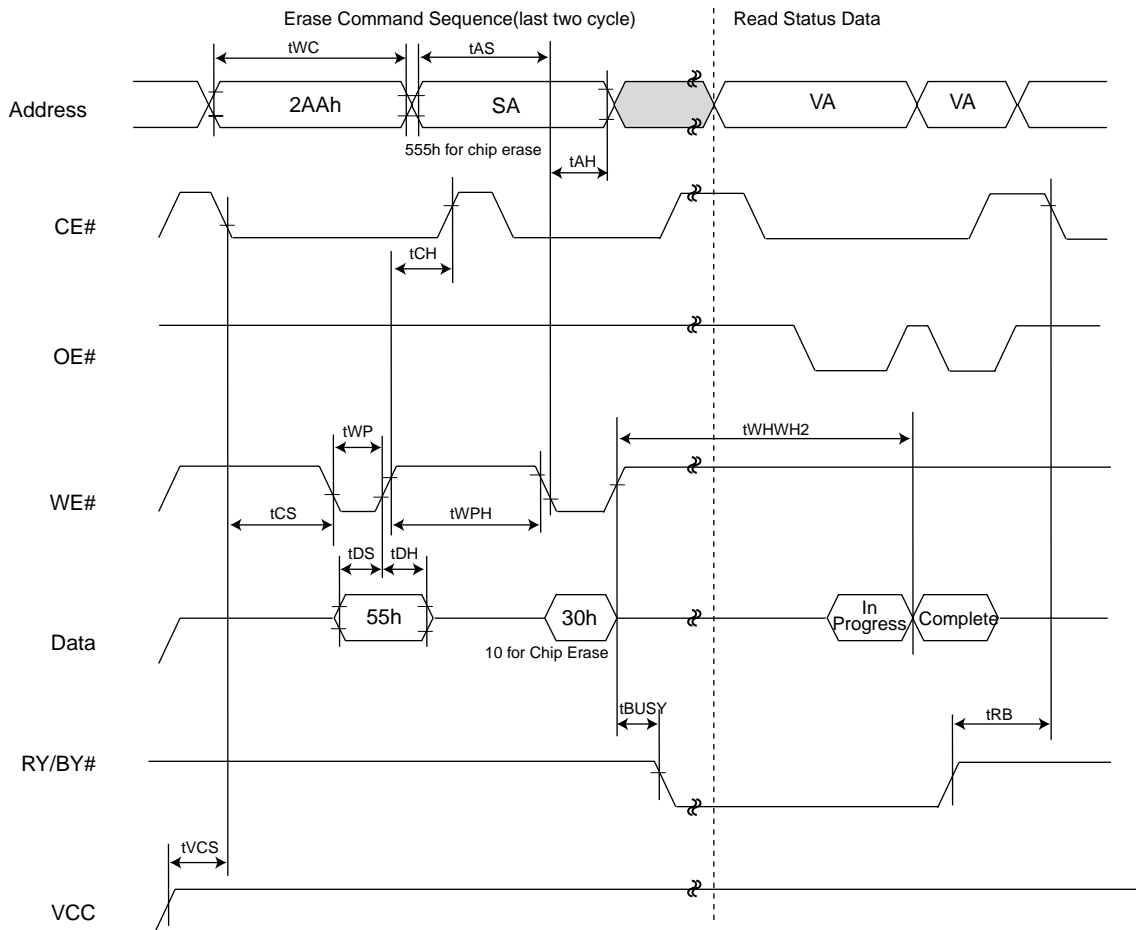 Erase Command Sequence(last two cycle)
Read Status Data
tWC
tAS
Address
2AAh
SA
VA
VA
555h for chip erase
tAH
CE#
tCH
OE#
tWP
tWHWH2
WE#
tCS
tWPH
tDS
tDH
Data
55h
30h
In
Progress
Complete
10 for Chip Erase
tBUSY
tRB
RY/BY#
tVCS
VCC